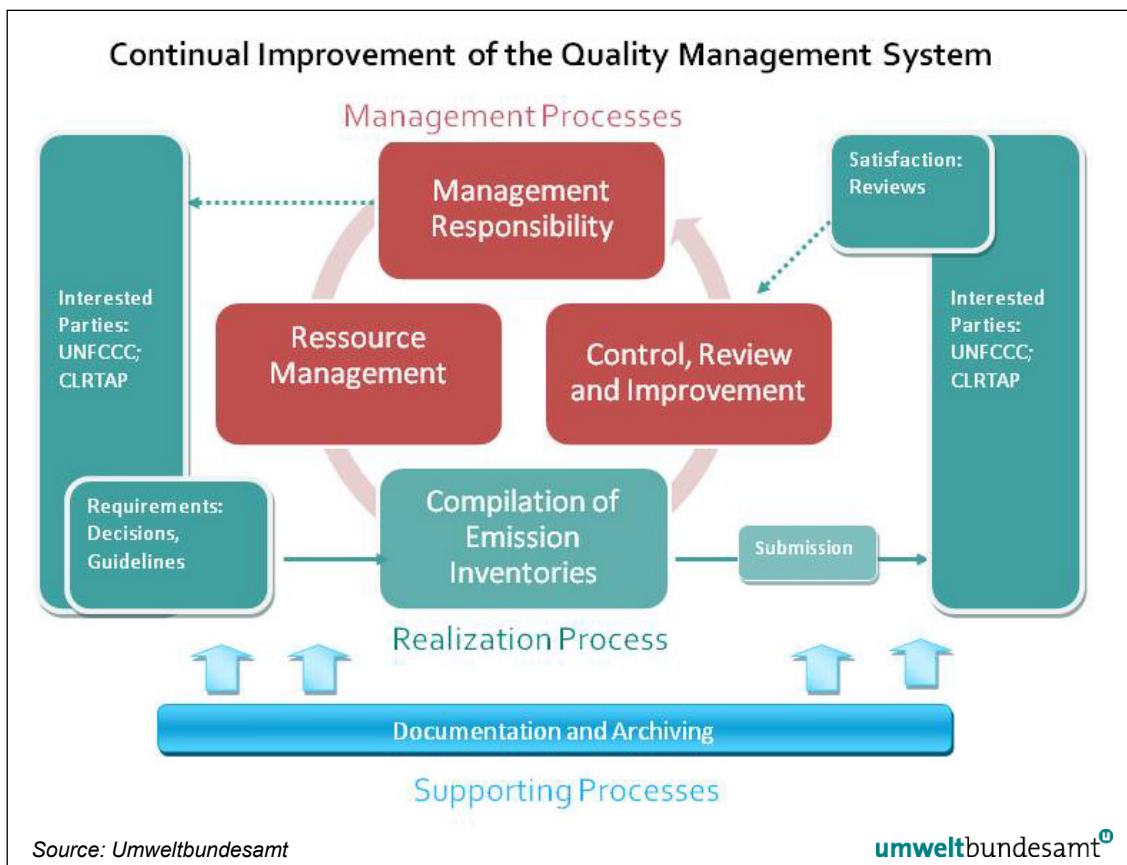 Continual Improvement of the Quality Management System
Management Processes
Management
Responsibility
Satisfaction:
Reviews
Interested
Parties:
UNFCCC;
CLRTAP
Ressource
Management
Control, Review
and Improvement
Interested
Parties:
UNFCCC;
CLRTAP
Requirements:
Decisions,
Guidelines
Compilation of
Emission
Inventories
Submission
Realization Process
Documentation and Archiving
Supporting Processes
Source: Umweltbundesamt
umweltbundesamt
u